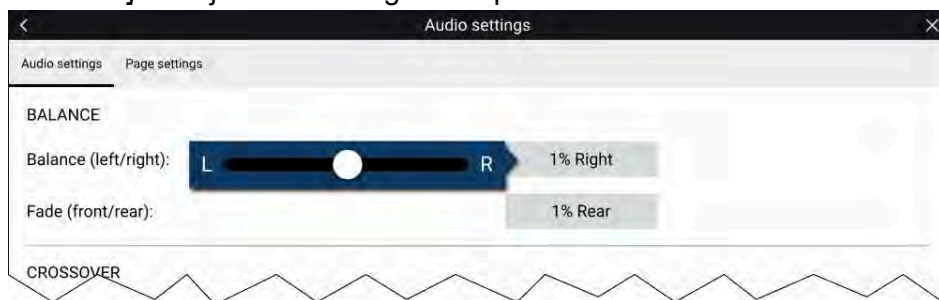 Audio settings
Audio settings Page settings
BALANCE
Balance (left/right): L R 1% Right
Fade (front/rear): 1% Rear
CROSSOVER